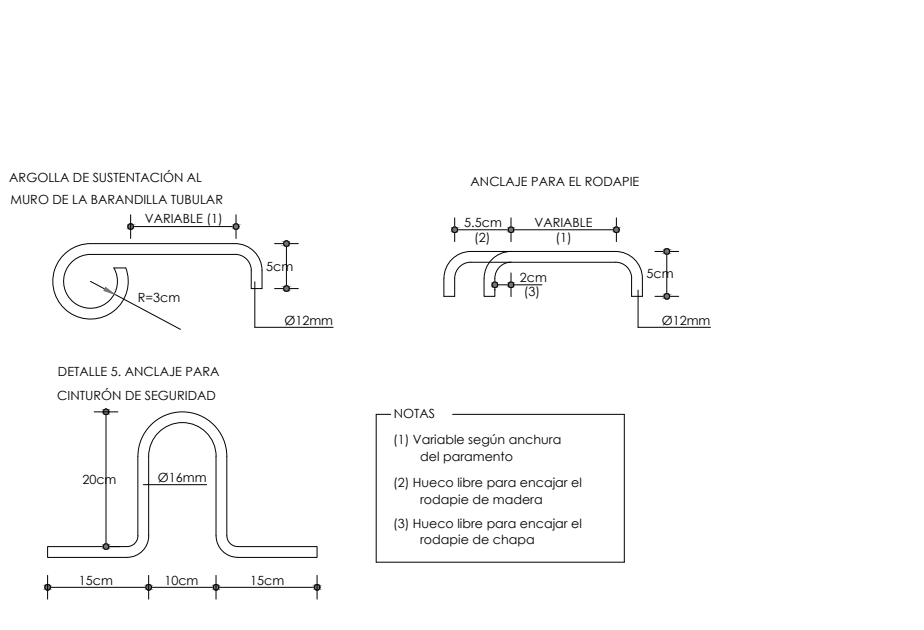 ARGOLLA DE SUSTENTACIÓN AL
MURO DE LA BARANDILLA TUBULAR
VARIABLE (1)
5cm
R=3cm
Ø12mm
ANCLAJE PARA EL RODAPIE
5.5cm
(2)
VARIABLE
(1)
2cm
(3)
5cm
Ø12mm
DETALLE 5. ANCLAJE PARA
CINTURÓN DE SEGURIDAD
20cm
Ø16mm
15cm
10cm
15cm
NOTAS
(1) Variable según anchura
del paramento
(2) Hueco libre para encajar el
rodapie de madera
(3) Hueco libre para encajar el
rodapie de chapa